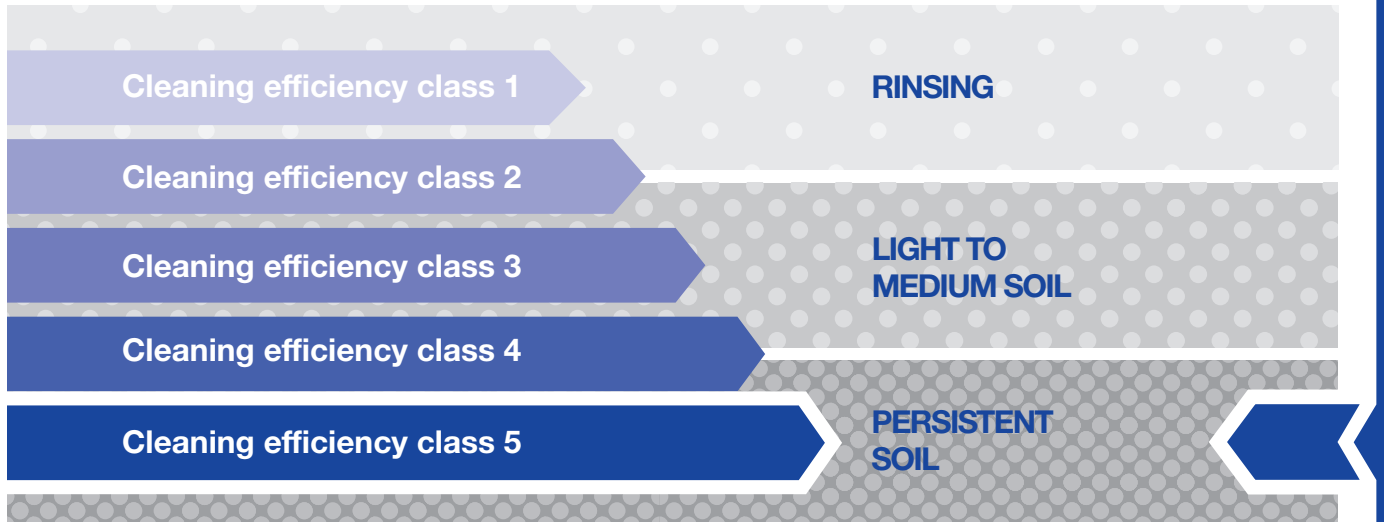 Cleaning efficiency class 1
RINSING
Cleaning efficiency class 2
Cleaning efficiency class 3
LIGHT TO
MEDIUM SOIL
Cleaning efficiency class 4
Cleaning efficiency class 5
PERSISTENT
SOIL